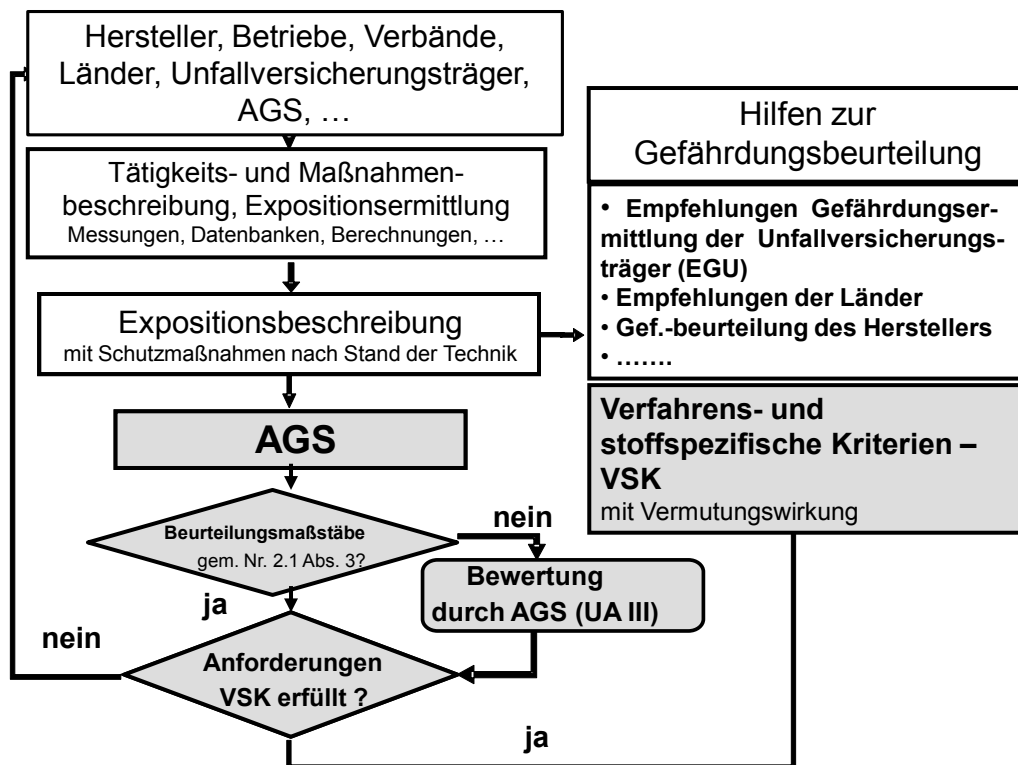 Hersteller, Betriebe, Verbände,
Länder, Unfallversicherungsträger,
AGS, …
Tätigkeits- und Maßnahmen-
beschreibung, Expositionsermittlung
Messungen, Datenbanken, Berechnungen, …
Expositionsbeschreibung
mit Schutzmaßnahmen nach Stand der Technik
Hilfen zur
Gefährdungsbeurteilung
• Empfehlungen Gefährdungser-
mittlung der Unfallversicherungs-
träger (EGU)
• Empfehlungen der Länder
• Gef.-beurteilung des Herstellers
• …….
Verfahrens- und
stoffspezifische Kriterien –
VSK
mit Vermutungswirkung
AGS
Beurteilungsmaßstäbe
gem. Nr. 2.1 Abs. 3?
nein
Bewertung
durch AGS (UA III)
ja
nein
Anforderungen
VSK erfüllt ?
ja